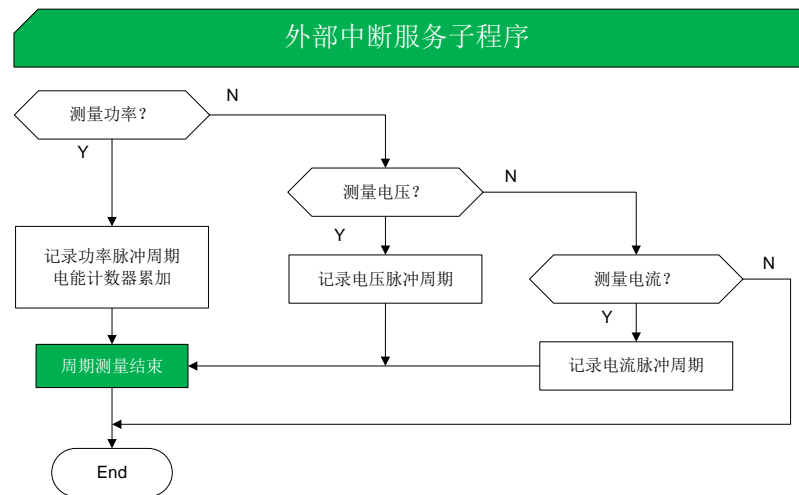 外部中断服务子程序
测量功率?
N
Y
测量电压?
N
Y
记录功率脉冲周期
电能计数器累加
记录电压脉冲周期
测量电流?
N
Y
周期测量结束
记录电流脉冲周期
End